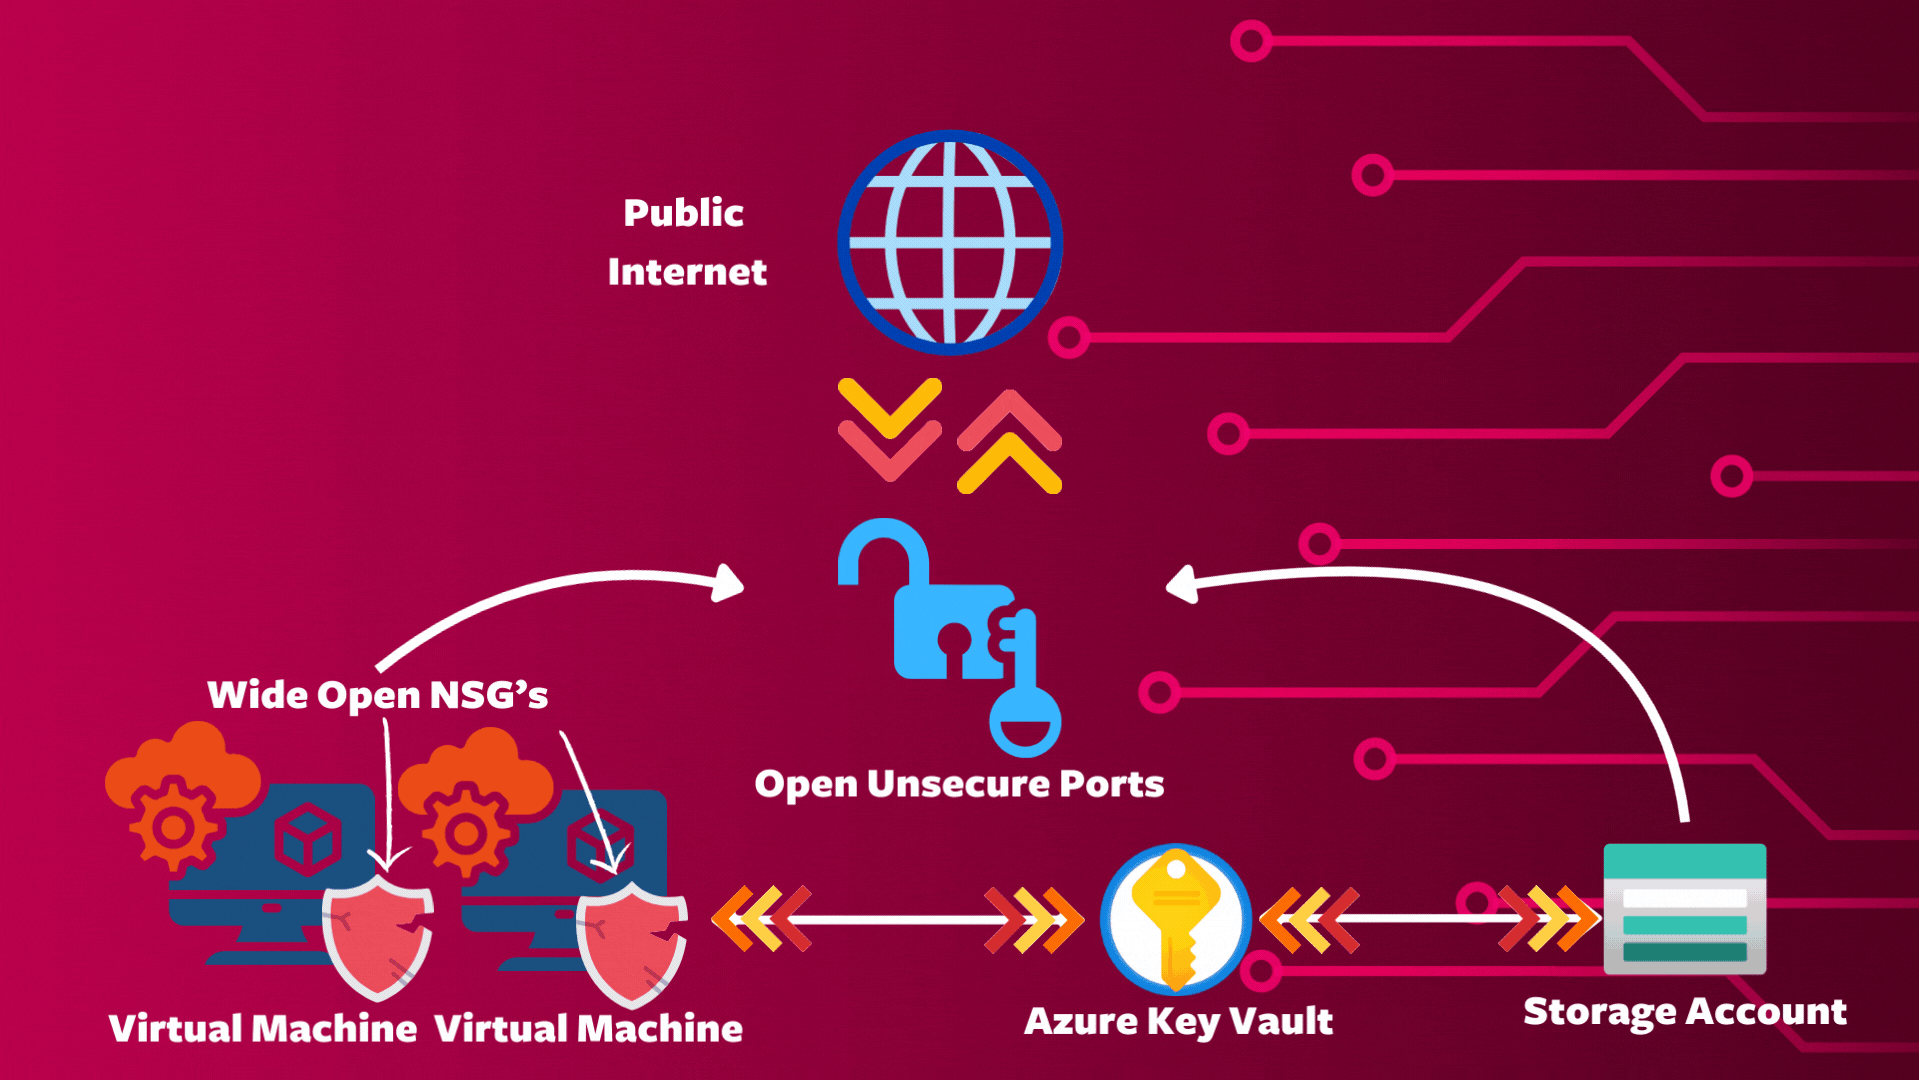 Public
Internet
Wide Open NSG’s
Open Unsecure Ports
Virtual Machine
Virtual Machine
Azure Key Vault
Storage Account